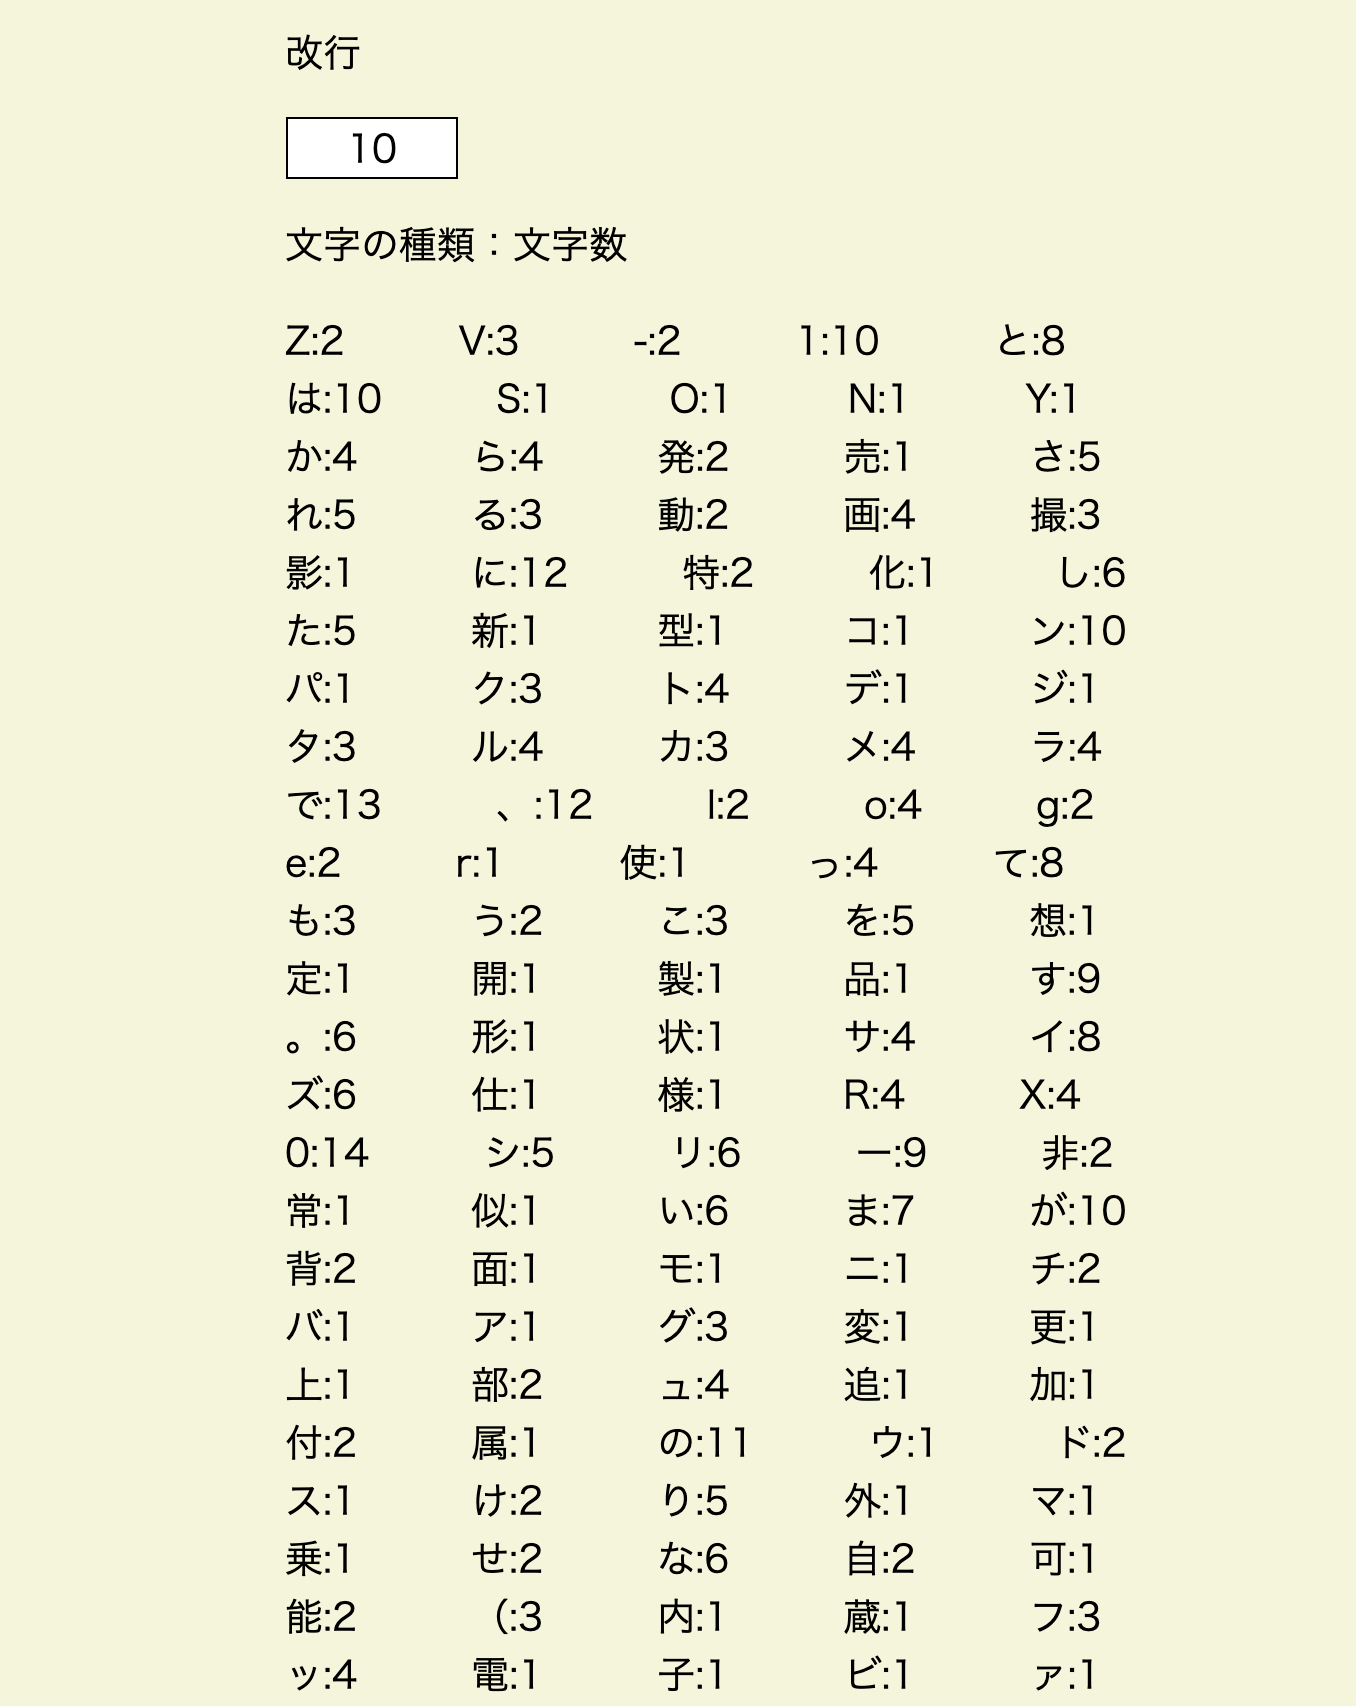 改行
10
文字の種類：文字数
Z:2 V:3 -:2 1:10 と:8
は:10 S:1 O:1 N:1 Y:1
か:4 ら:4 発:2 売:1 さ:5
れ:5 る:3 動:2 画:4 撮:3
影:1 に:12 特:2 化:1 し:6
た:5 新:1 型:1 コ:1 ン:10
パ:1 ク:3 ト:4 デ:1 ジ:1
タ:3 ル:4 カ:3 メ:4 ラ:4
で:13 、:12 l:2 o:4 g:2
e:2 r:1 使:1 っ:4 て:8
も:3 う:2 こ:3 を:5 想:1
定:1 開:1 製:1 品:1 す:9
。:6 形:1 状:1 サ:4 イ:8
ズ:6 仕:1 様:1 R:4 X:4
0:14 シ:5 リ:6 ー:9 非:2
常:1 似:1 い:6 ま:7 が:10
背:2 面:1 モ:1 ニ:1 チ:2
バ:1 ア:1 グ:3 変:1 更:1
上:1 部:2 ュ:4 追:1 加:1
付:2 属:1 の:11 ウ:1 ド:2
ス:1 け:2 り:5 外:1 マ:1
乗:1 せ:2 な:6 自:2 可:1
能:2 （:3 内:1 蔵:1 フ:3
ッ:4 電:1 子:1 ビ:1 ァ:1